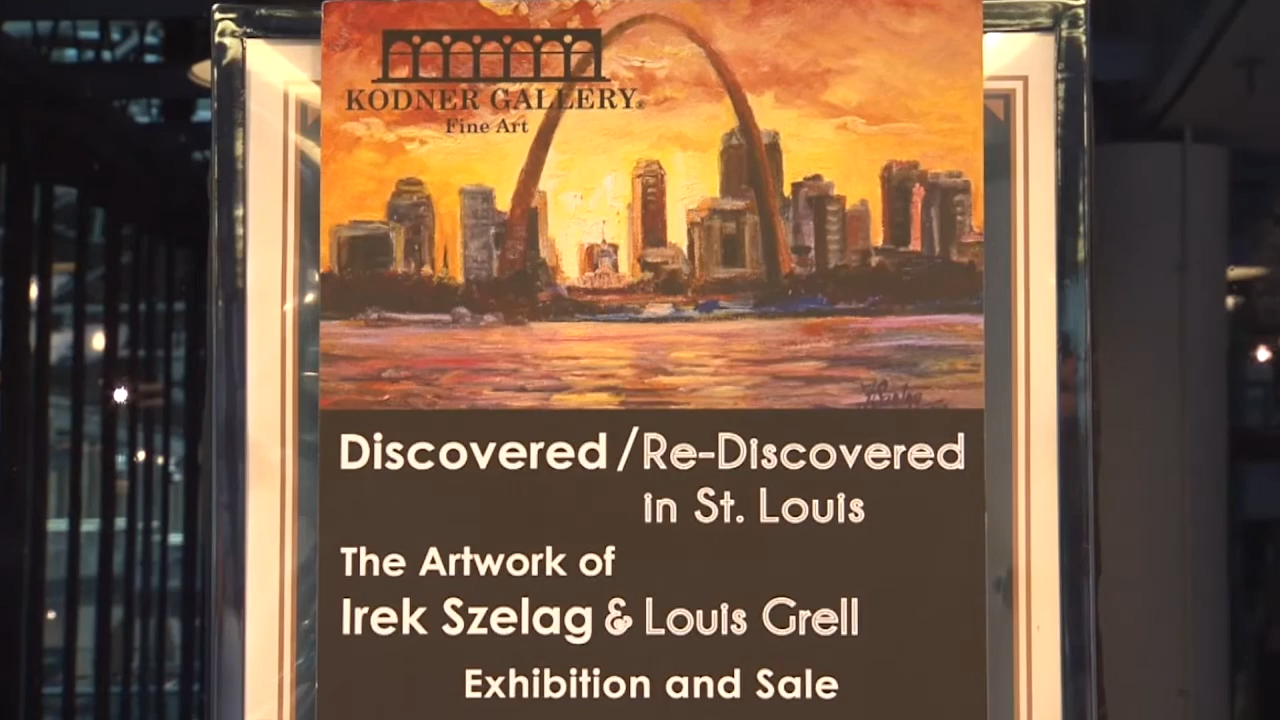 KODNER GALLERY®
Fine Art
Discovered/Re-Discovered
in St. Louis
The Artwork of
Irek Szelag & Louis Grell
Exhibition and Sale